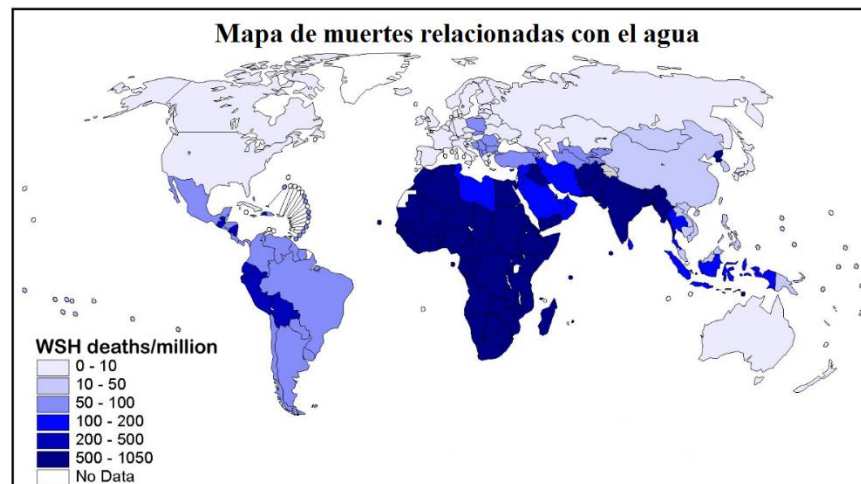 Mapa de muertes relacionadas con el agua
WSH deaths/million
0 - 10
10 - 50
50 - 100
100 - 200
200 - 500
500 - 1050
No Data